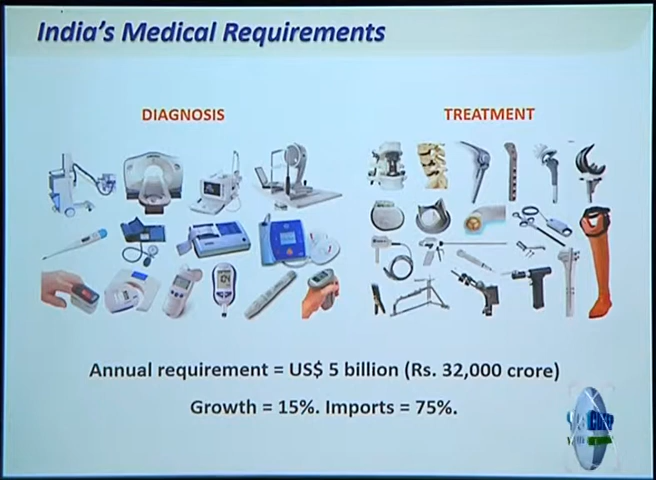 India's Medical Requirements
DIAGNOSIS
TREATMENT
Annual requirement = US$ 5 billion (Rs. 32,000 crore)
Growth = 15%. Imports = 75%.